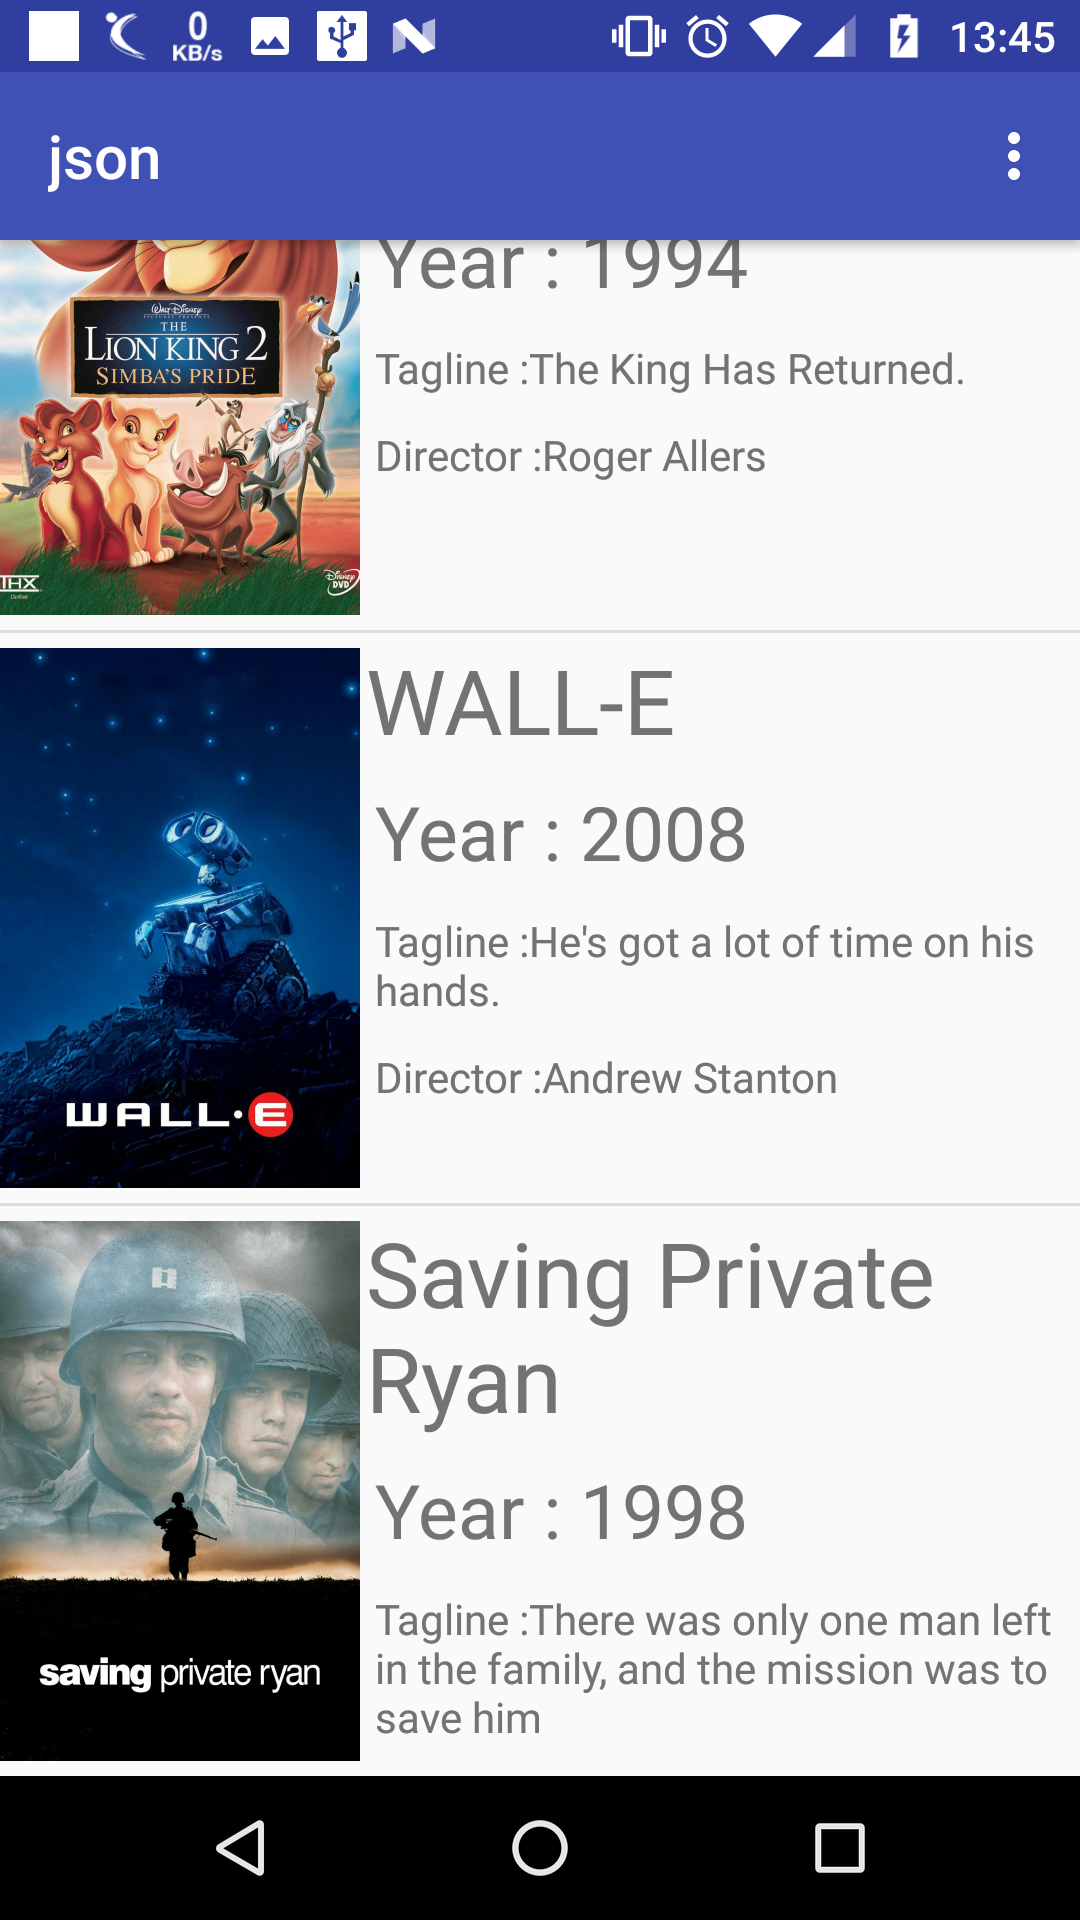 0
KB/s
13:45
json
Year : 1994
WALT DISNEY
PICTURES PRESENTS
THE
LION KING 2
SIMBA'S PRIDE
THX
Disney
DVD
Tagline :The King Has Returned.
Director :Roger Allers
WALL-E
Year : 2008
Tagline :He's got a lot of time on his
hands.
Director :Andrew Stanton
WALL·E
Saving Private
Ryan
Year : 1998
Tagline :There was only one man left
in the family, and the mission was to
save him
saving private ryan